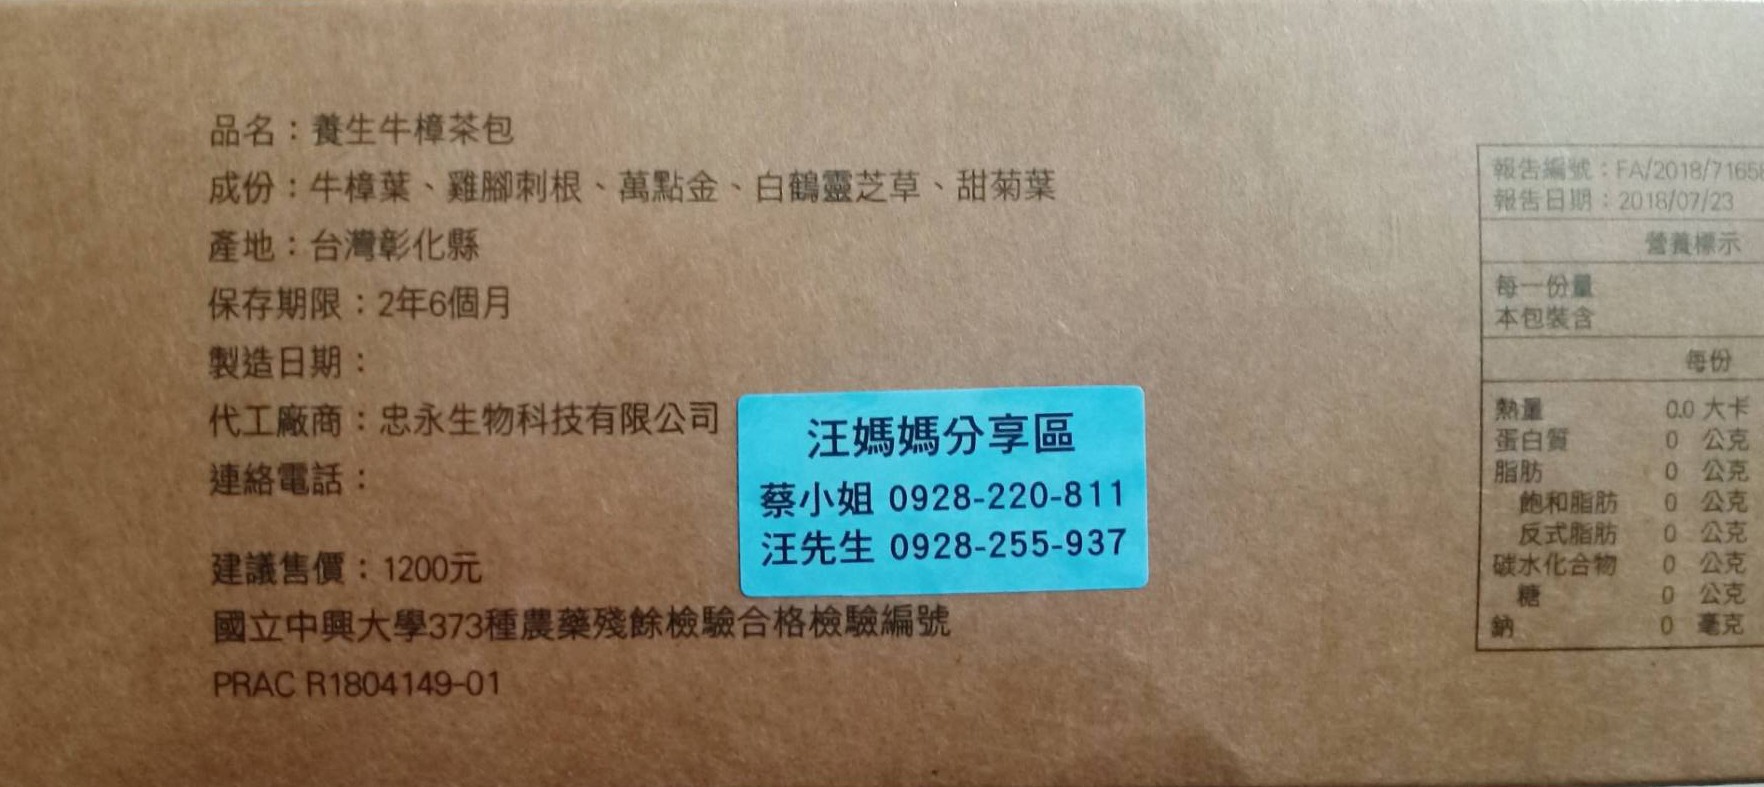 品名：養生牛樟茶包
成份：牛樟葉、雞腳刺根、萬點金、白鶴靈芝草、甜菊葉
產地：台灣彰化縣
保存期限：2年6個月
製造日期：
代工廠商：忠永生物科技有限公司
連絡電話：
建議售價：1200元
國立中興大學373種農藥殘餘檢驗合格檢驗編號
PRAC R1804149-01
汪媽媽分享區
蔡小姐 0928-220-811
汪先生 0928-255-937
報告編號：FA/2018/7165
報告日期：2018/07/23
營養標示
每一份量
本包裝含
每份
熱量 0.0 大卡
蛋白質 0 公克
脂肪 0 公克
飽和脂肪 0 公克
反式脂肪 0 公克
碳水化合物 0 公克
糖 0 公克
鈉 0 毫克